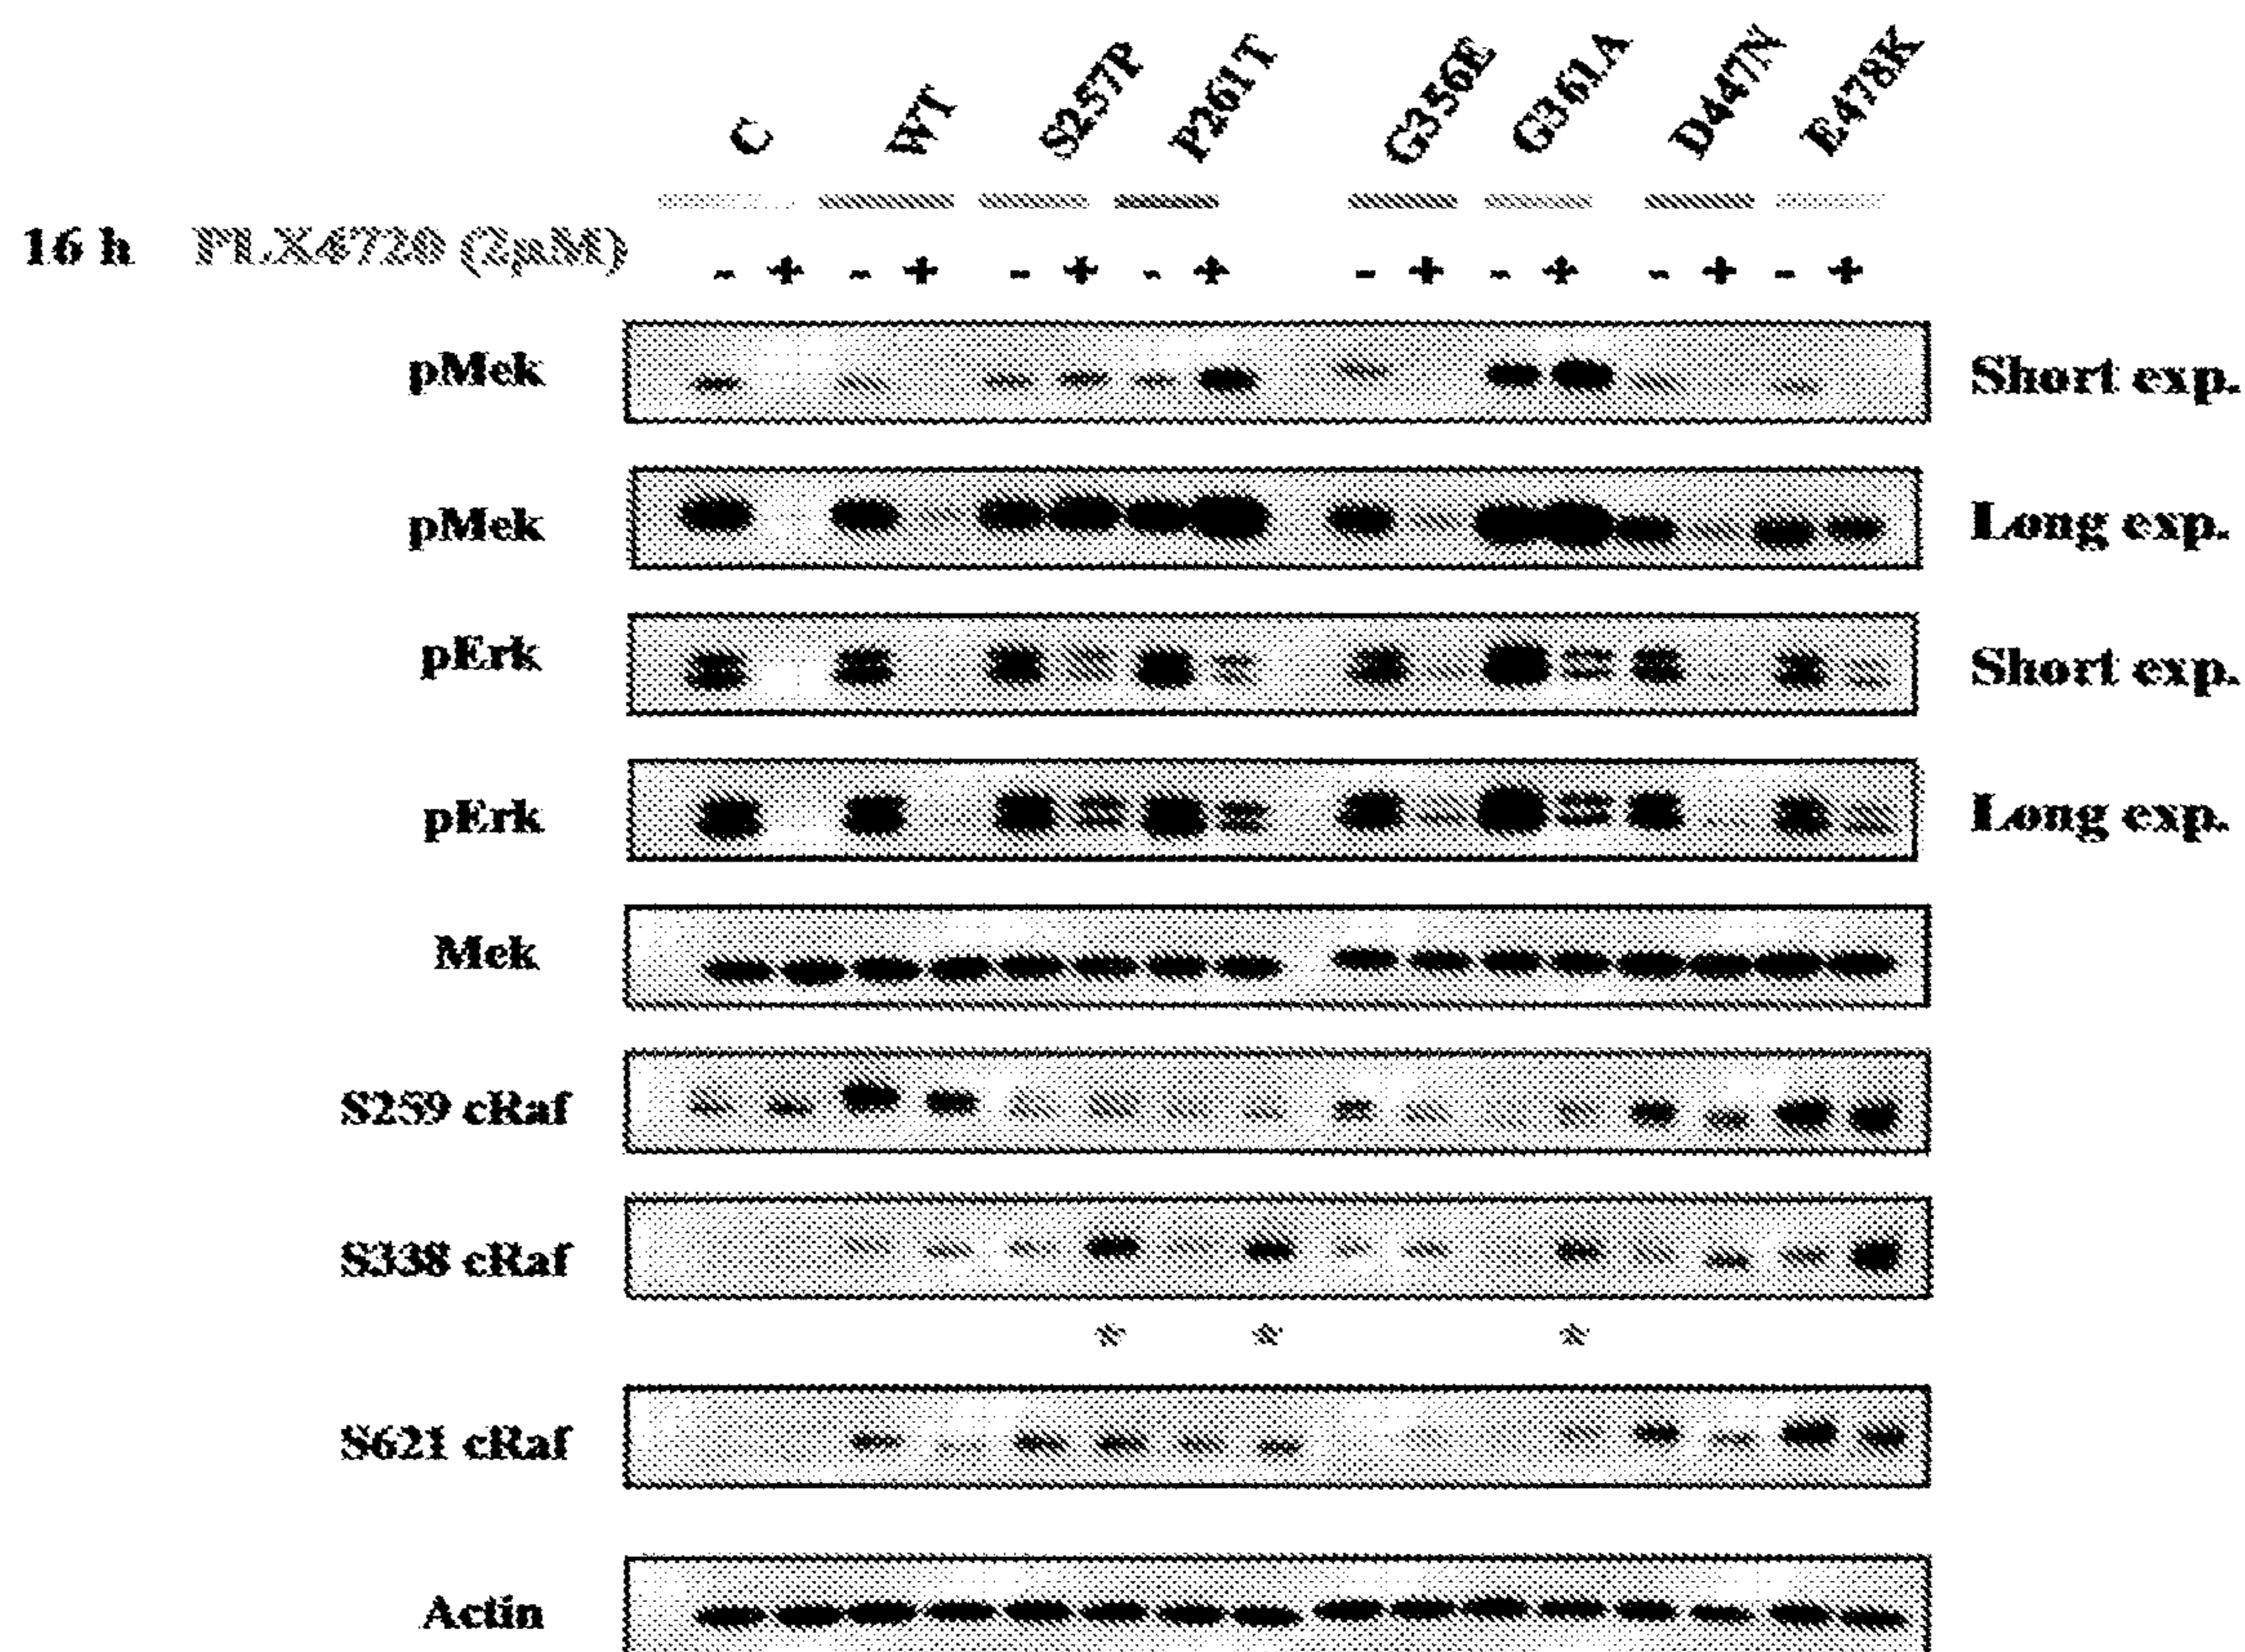 C WT S257P P261T G356E G361A D447N E478K
16 h PLX4720 (2µM) - + - + - + - + - + - + - + - +
pMek Short exp.
pMek Long exp.
pErk Short exp.
pErk Long exp.
Mek
S259 cRaf
S338 cRaf
* * *
S621 cRaf
Actin